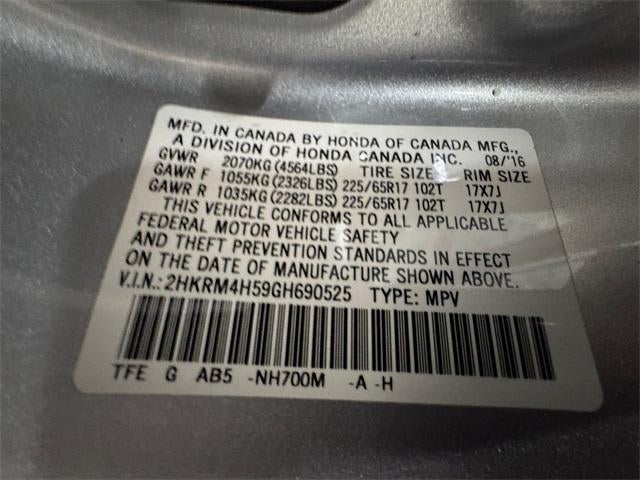 MFD. IN CANADA BY HONDA OF CANADA MFG.,
A DIVISION OF HONDA CANADA INC. 08/'16
GVWR 2070KG (4564LBS) TIRE SIZE RIM SIZE
GAWR F 1055KG (2326LBS) 225/65R17 102T 17X7J
GAWR R 1035KG (2282LBS) 225/65R17 102T 17X7J
THIS VEHICLE CONFORMS TO ALL APPLICABLE
FEDERAL MOTOR VEHICLE SAFETY
AND THEFT PREVENTION STANDARDS IN EFFECT
ON THE DATE OF MANUFACTURE SHOWN ABOVE.
V.I.N.: 2HKRM4H59GH690525 TYPE: MPV
TFE G AB5 -NH700M -A -H